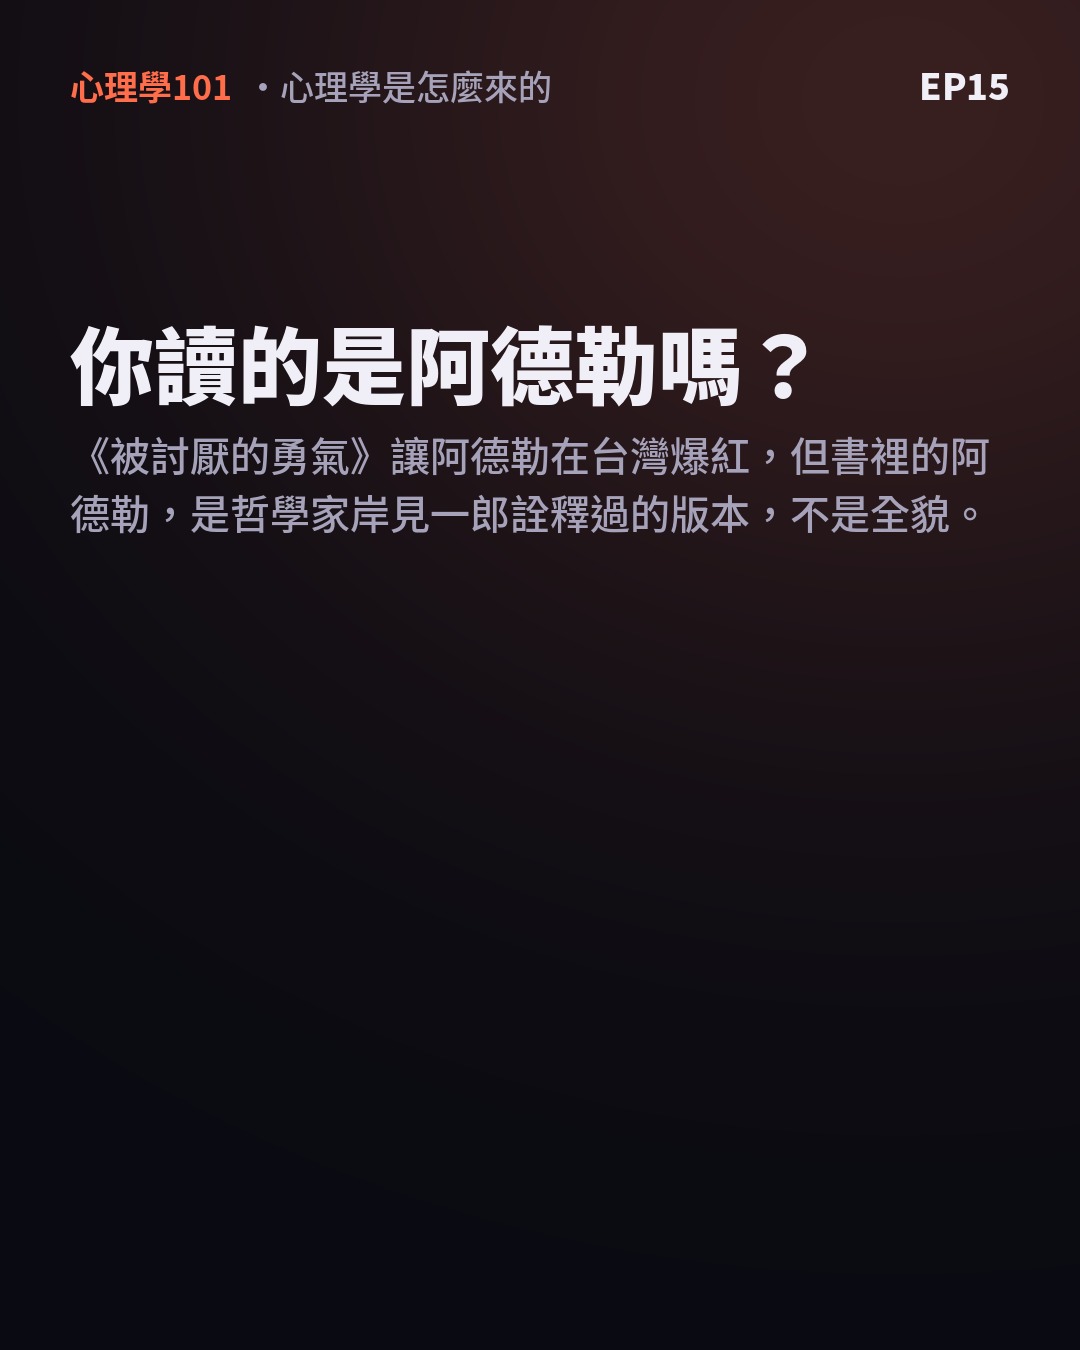 心理學101 ・心理學是怎麼來的
EP15
你讀的是阿德勒嗎？
《被討厭的勇氣》讓阿德勒在台灣爆紅，但書裡的阿
德勒，是哲學家岸見一郎詮釋過的版本，不是全貌。